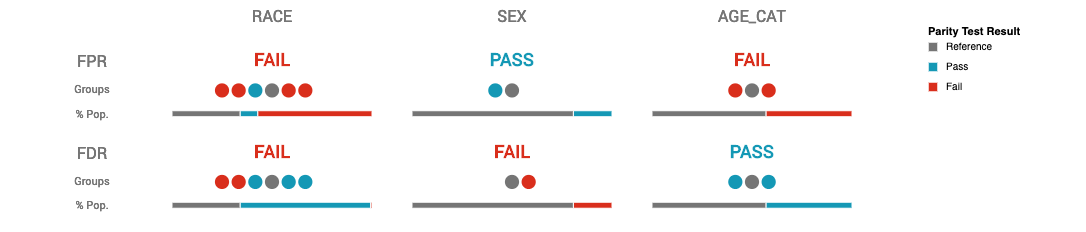 RACE SEX AGE_CAT
Parity Test Result
Reference
FPR FAIL PASS FAIL
Pass
Groups
Fail
% Pop.
FDR FAIL FAIL PASS
Groups
% Pop.